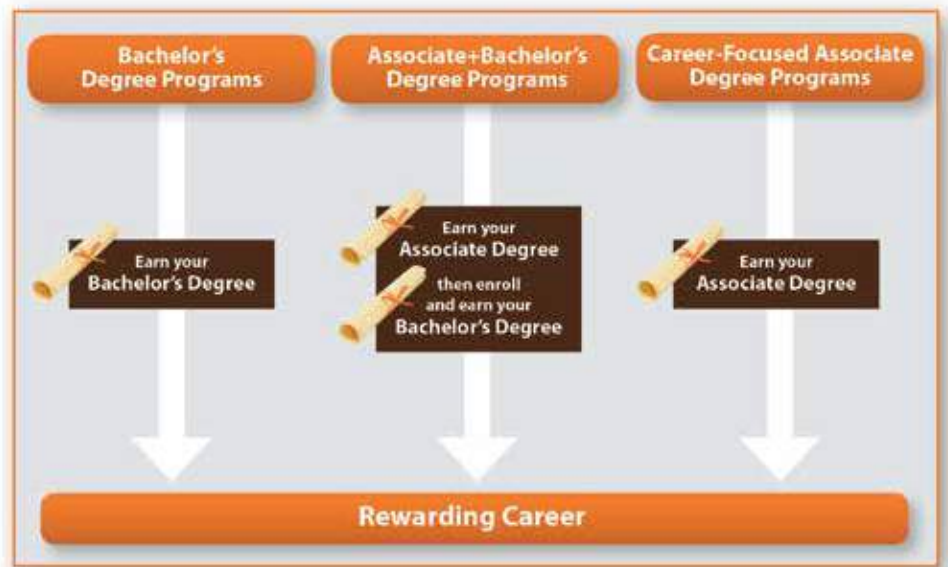 Bachelor's
Degree Programs
Associate+Bachelor's
Degree Programs
Career-Focused Associate
Degree Programs
Earn your
Bachelor's Degree
Earn your
Associate Degree
then enroll
and earn your
Bachelor's Degree
Earn your
Associate Degree
Rewarding Career